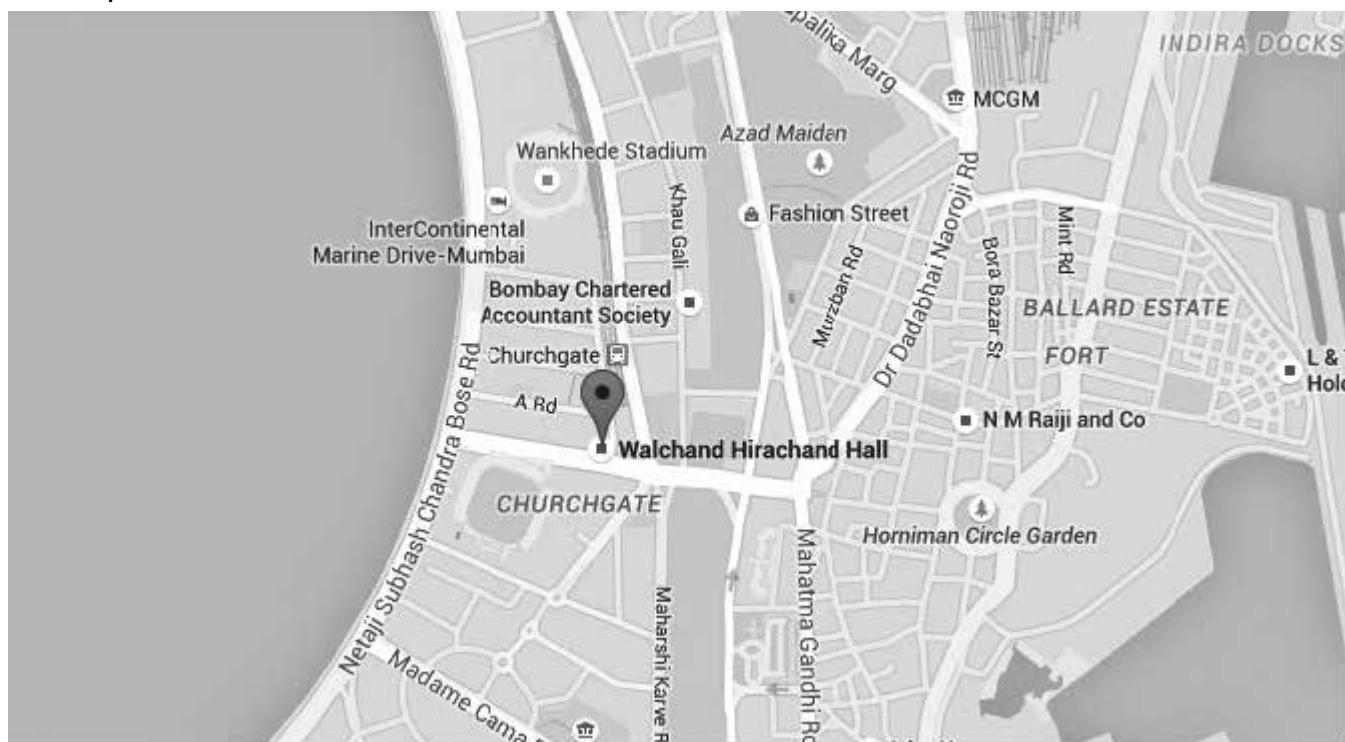 INDIRA DOCKS
palika Marg
MCGM
Azad Maidan
Wankhede Stadium
Khau Gali
Fashion Street
InterContinental
Marine Drive-Mumbai
Murzban Rd
Dr Dadabhai Naoroji Rd
Bora Bazar St
Mint Rd
Bombay Chartered
Accountant Society
BALLARD ESTATE
FORT
Churchgate
L &
Hold
A Rd
N M Raiji and Co
Walchand Hirachand Hall
CHURCHGATE
Horniman Circle Garden
Netaji Subhash Chandra Bose Rd
Maharshi Karve R
Mahatma Gandhi Rd
Madame Cama